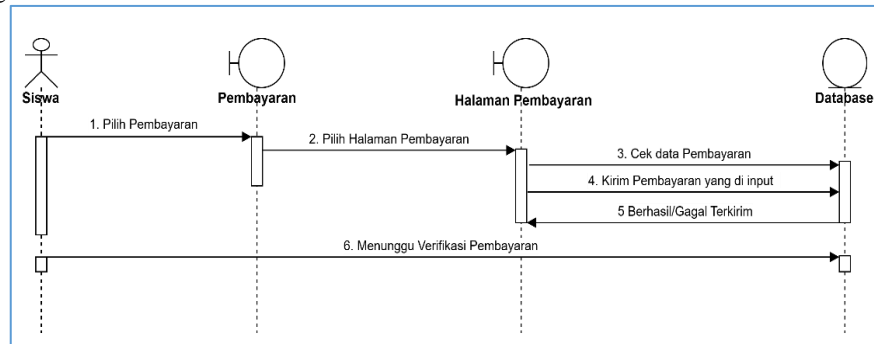 Siswa
Pembayaran
Halaman Pembayaran
Database
1. Pilih Pembayaran
2. Pilih Halaman Pembayaran
3. Cek data Pembayaran
4. Kirim Pembayaran yang di input
5 Berhasil/Gagal Terkirim
6. Menunggu Verifikasi Pembayaran